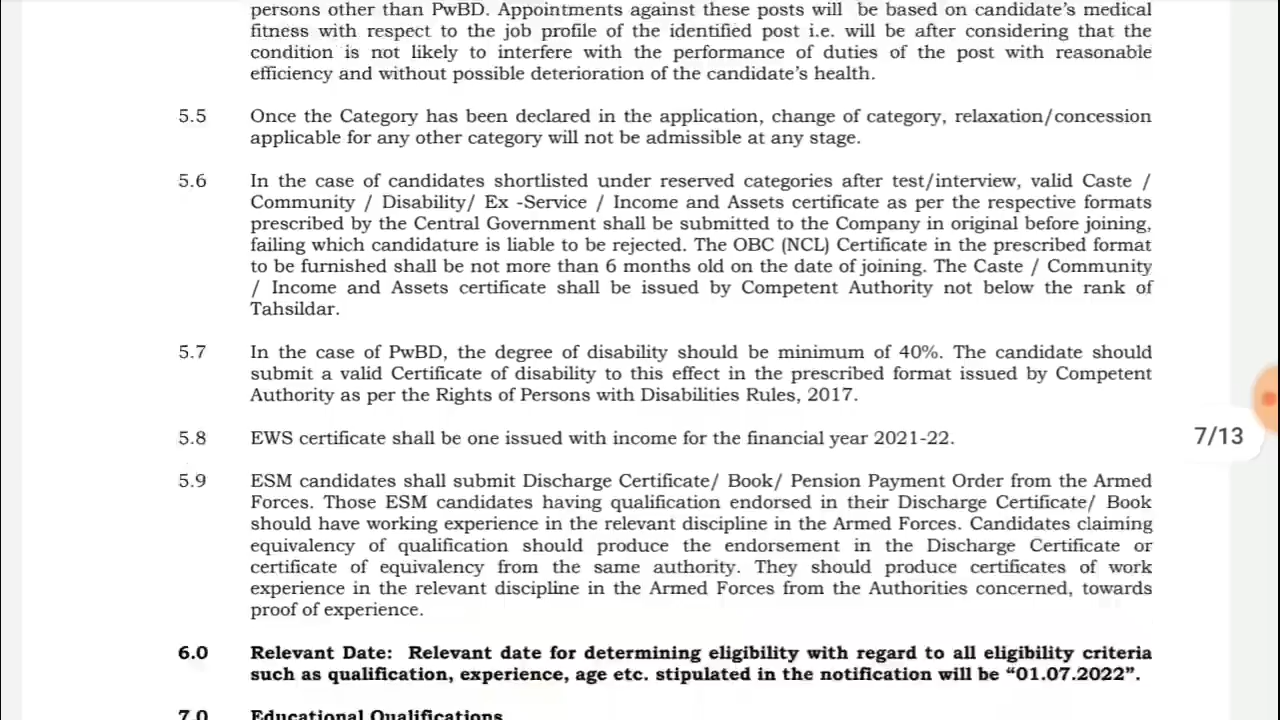 persons other than PwBD. Appointments against these posts will be based on candidate's medical
fitness with respect to the job profile of the identified post i.e. will be after considering that the
condition is not likely to interfere with the performance of duties of the post with reasonable
efficiency and without possible deterioration of the candidate's health.
5.5 Once the Category has been declared in the application, change of category, relaxation/concession
applicable for any other category will not be admissible at any stage.
5.6 In the case of candidates shortlisted under reserved categories after test/interview, valid Caste /
Community / Disability/ Ex -Service / Income and Assets certificate as per the respective formats
prescribed by the Central Government shall be submitted to the Company in original before joining,
failing which candidature is liable to be rejected. The OBC (NCL) Certificate in the prescribed format
to be furnished shall be not more than 6 months old on the date of joining. The Caste / Community
/ Income and Assets certificate shall be issued by Competent Authority not below the rank of
Tahsildar.
5.7 In the case of PwBD, the degree of disability should be minimum of 40%. The candidate should
submit a valid Certificate of disability to this effect in the prescribed format issued by Competent
Authority as per the Rights of Persons with Disabilities Rules, 2017.
5.8 EWS certificate shall be one issued with income for the financial year 2021-22.
7/13
5.9 ESM candidates shall submit Discharge Certificate/ Book/ Pension Payment Order from the Armed
Forces. Those ESM candidates having qualification endorsed in their Discharge Certificate/ Book
should have working experience in the relevant discipline in the Armed Forces. Candidates claiming
equivalency of qualification should produce the endorsement in the Discharge Certificate or
certificate of equivalency from the same authority. They should produce certificates of work
experience in the relevant discipline in the Armed Forces from the Authorities concerned, towards
proof of experience.
6.0 Relevant Date: Relevant date for determining eligibility with regard to all eligibility criteria
such as qualification, experience, age etc. stipulated in the notification will be "01.07.2022".
7.0 Educational Qualifications